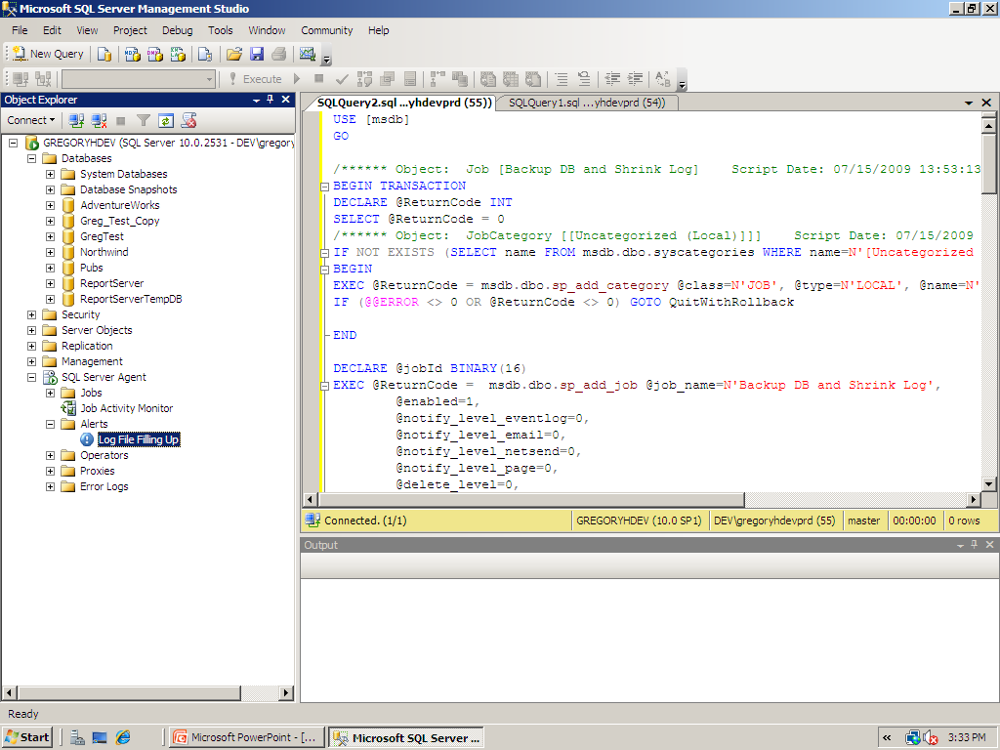 Microsoft SQL Server Management Studio
File Edit View Project Debug Tools Window Community Help
New Query
Execute
Object Explorer
Connect
GREGORYHDEV (SQL Server 10.0.2531 - DEV\gregory
Databases
System Databases
Database Snapshots
AdventureWorks
Greg_Test_Copy
GregTest
Northwind
Pubs
ReportServer
ReportServerTempDB
Security
Server Objects
Replication
Management
SQL Server Agent
Jobs
Job Activity Monitor
Alerts
Log File Filling Up
Operators
Proxies
Error Logs
SQLQuery2.sql ...yhdevprd (55)) SQLQuery1.sql ...yhdevprd (54))
USE [msdb]
GO
/****** Object:  Job [Backup DB and Shrink Log]    Script Date: 07/15/2009 13:53:13
BEGIN TRANSACTION
DECLARE @ReturnCode INT
SELECT @ReturnCode = 0
/****** Object:  JobCategory [[Uncategorized (Local)]]]    Script Date: 07/15/2009
IF NOT EXISTS (SELECT name FROM msdb.dbo.syscategories WHERE name=N'[Uncategorized
BEGIN
EXEC @ReturnCode = msdb.dbo.sp_add_category @class=N'JOB', @type=N'LOCAL', @name=N'
IF (@@ERROR <> 0 OR @ReturnCode <> 0) GOTO QuitWithRollback
END
DECLARE @jobId BINARY(16)
EXEC @ReturnCode =  msdb.dbo.sp_add_job @job_name=N'Backup DB and Shrink Log',
@enabled=1,
@notify_level_eventlog=0,
@notify_level_email=0,
@notify_level_netsend=0,
@notify_level_page=0,
@delete_level=0,
Connected. (1/1) GREGORYHDEV (10.0 SP1) DEV\gregoryhdevprd (55) master 00:00:00 0 rows
Output
Ready
Start Microsoft PowerPoint - [... Microsoft SQL Server ... « 3:33 PM